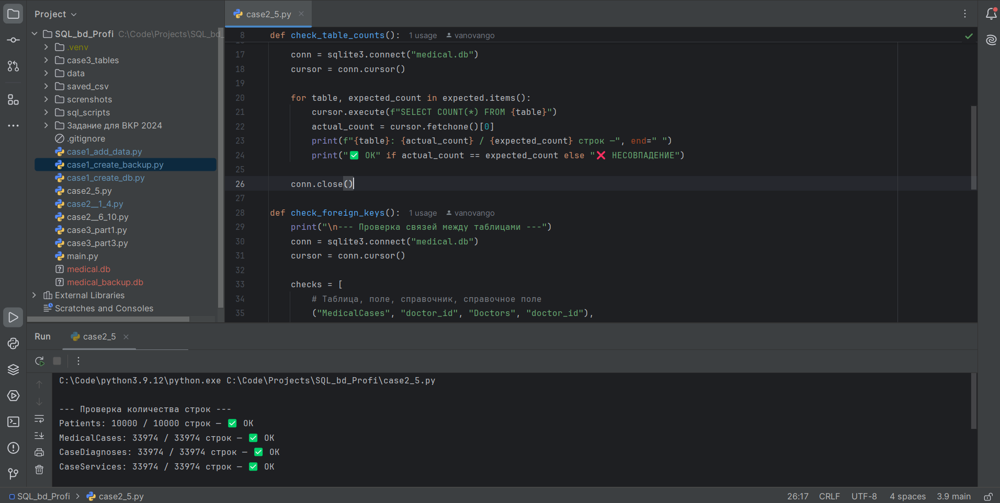 Project
SQL_bd_Profi C:\Code\Projects\SQL_bd_
.venv
case3_tables
data
saved_csv
screnshots
sql_scripts
Задание для ВКР 2024
.gitignore
case1_add_data.py
case1_create_backup.py
case1_create_db.py
case2_5.py
case2__1_4.py
case2__6_10.py
case3_part1.py
case3_part3.py
main.py
medical.db
medical_backup.db
External Libraries
Scratches and Consoles
case2_5.py
8 def check_table_counts(): 1 usage vanovango
17 conn = sqlite3.connect("medical.db")
18 cursor = conn.cursor()
19
20 for table, expected_count in expected.items():
21 cursor.execute(f"SELECT COUNT(*) FROM {table}")
22 actual_count = cursor.fetchone()[0]
23 print(f"{table}: {actual_count} / {expected_count} строк —", end=" ")
24 print("✅ OK" if actual_count == expected_count else "❌ НЕСОВПАДЕНИЕ")
25
26 conn.close()
27
28 def check_foreign_keys(): 1 usage vanovango
29 print("\n--- Проверка связей между таблицами ---")
30 conn = sqlite3.connect("medical.db")
31 cursor = conn.cursor()
32
33 checks = [
34 # Таблица, поле, справочник, справочное поле
35 ("MedicalCases", "doctor_id", "Doctors", "doctor_id"),
Run case2_5
C:\Code\python3.9.12\python.exe C:\Code\Projects\SQL_bd_Profi\case2_5.py
--- Проверка количества строк ---
Patients: 10000 / 10000 строк — ✅ OK
MedicalCases: 33974 / 33974 строк — ✅ OK
CaseDiagnoses: 33974 / 33974 строк — ✅ OK
CaseServices: 33974 / 33974 строк — ✅ OK
SQL_bd_Profi > case2_5.py 26:17 CRLF UTF-8 4 spaces 3.9 main